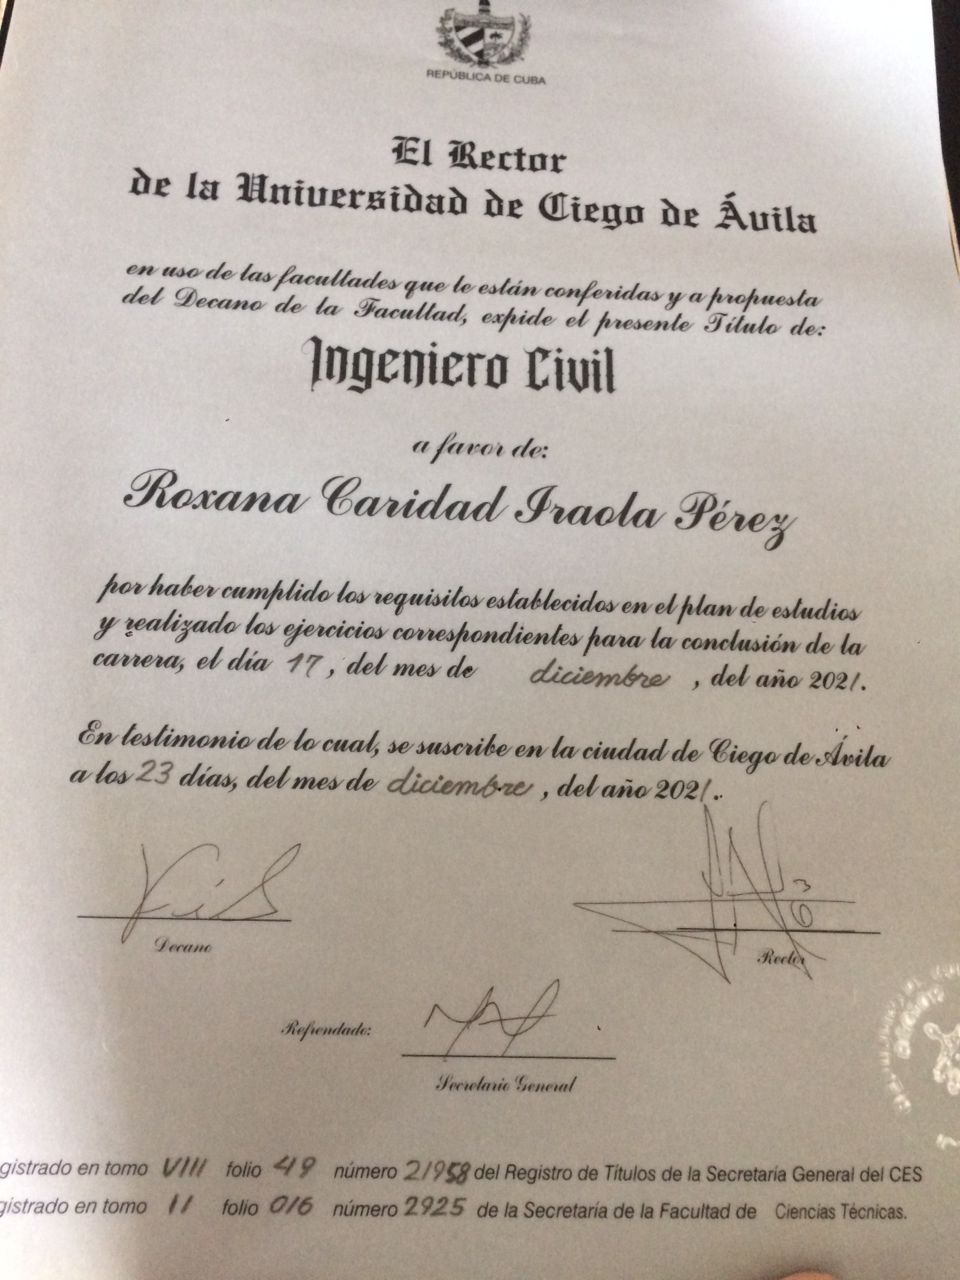 REPÚBLICA DE CUBA
El Rector
de la Universidad de Ciego de Ávila
en uso de las facultades que le están conferidas y a propuesta
del Decano de la Facultad, expide el presente Título de:
Ingeniero Civil
a favor de:
Roxana Caridad Iraola Pérez
por haber cumplido los requisitos establecidos en el plan de estudios
y realizado los ejercicios correspondientes para la conclusión de la
carrera, el día 17, del mes de diciembre, del año 2021.
En testimonio de lo cual, se suscribe en la ciudad de Ciego de Ávila
a los 23 días, del mes de diciembre, del año 2021.
Decano
Rector
Refrendado:
Secretario General
gistrado en tomo VIII folio 49 número 21958 del Registro de Títulos de la Secretaría General del CES
gistrado en tomo 11 folio 016 número 2925 de la Secretaría de la Facultad de Ciencias Técnicas.